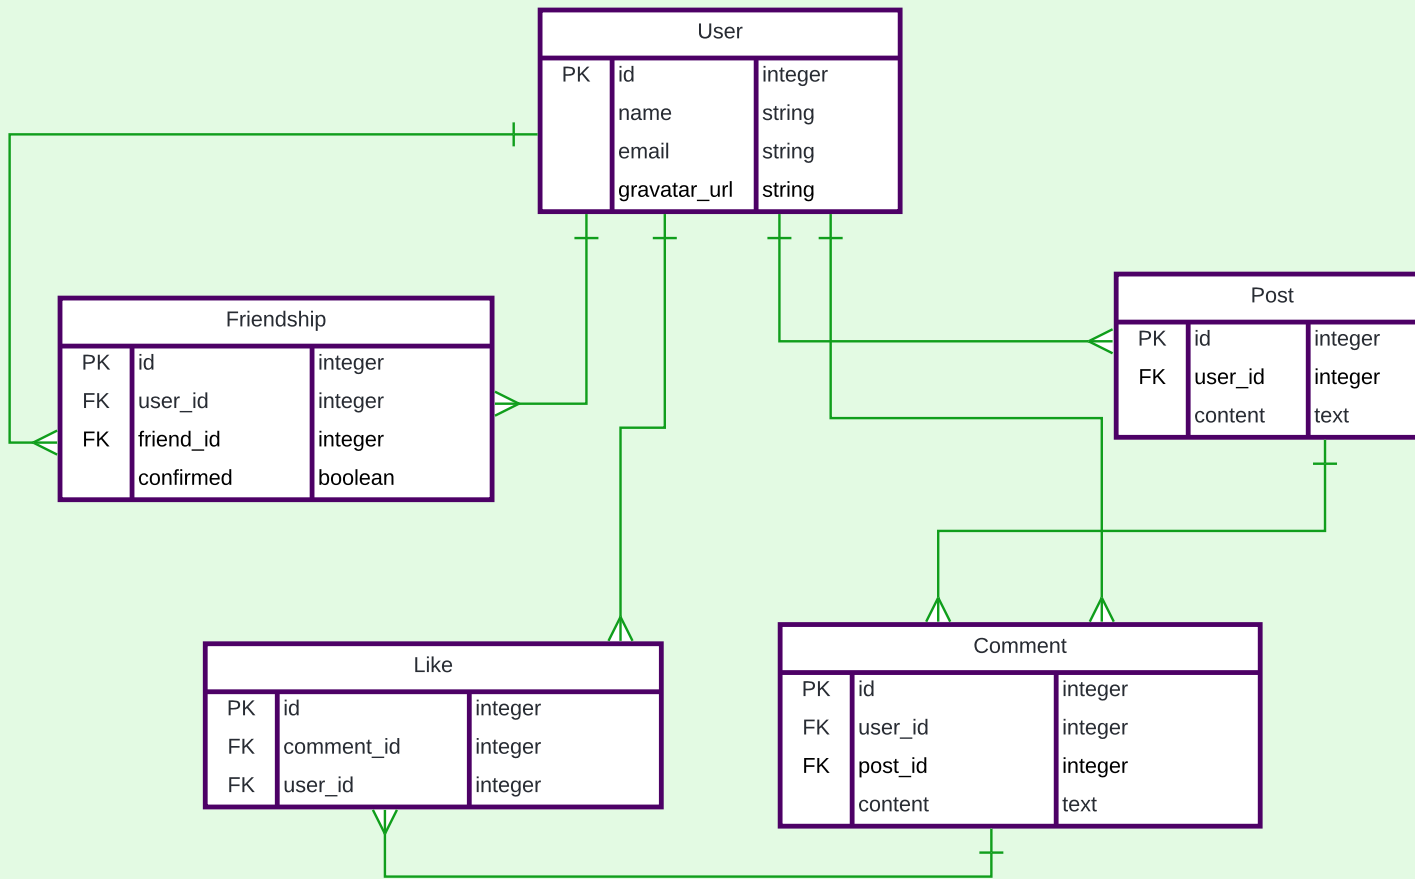 User
PK id integer
name string
email string
gravatar_url string
Friendship
PK id integer
FK user_id integer
FK friend_id integer
confirmed boolean
Post
PK id integer
FK user_id integer
content text
Like
PK id integer
FK comment_id integer
FK user_id integer
Comment
PK id integer
FK user_id integer
FK post_id integer
content text